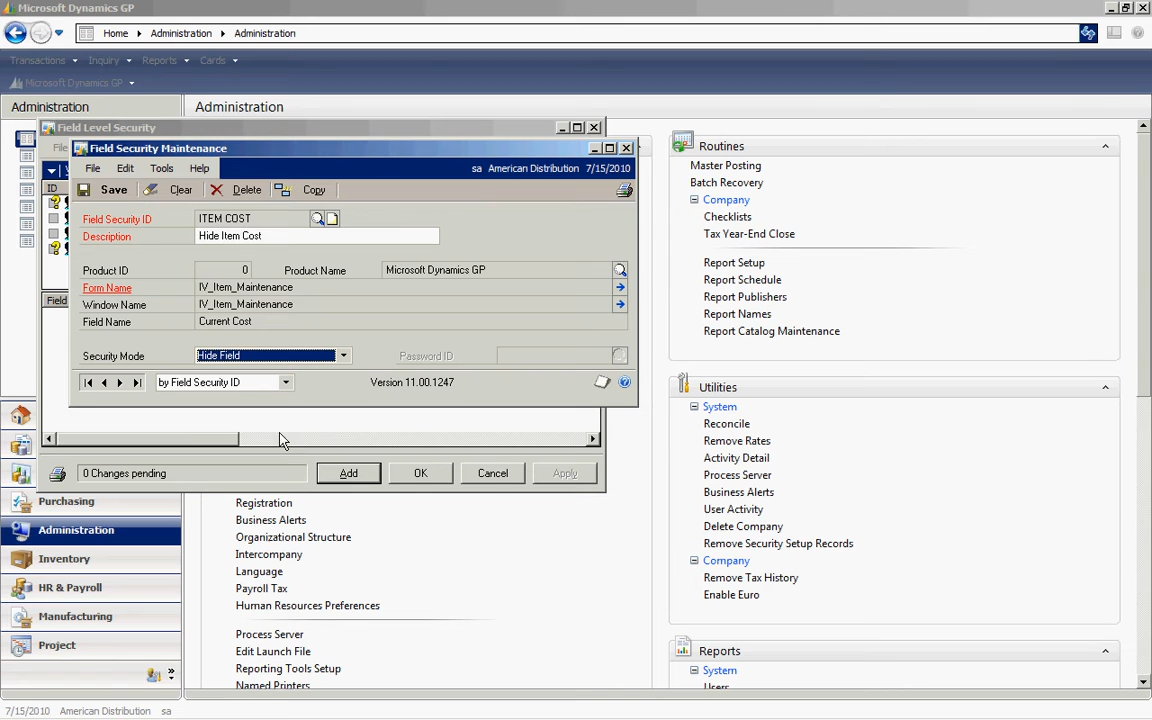 Microsoft Dynamics GP
Home Administration Administration
Transactions Inquiry Reports Cards
Microsoft Dynamics GP
Administration
Administration
Field Level Security
Field Security Maintenance
File Edit Tools Help
sa American Distribution 7/15/2010
Save Clear Delete Copy
ID
Field Security ID ITEM COST
Description Hide Item Cost
Product ID 0 Product Name Microsoft Dynamics GP
Form Name IV_Item_Maintenance
Window Name IV_Item_Maintenance
Field Name Current Cost
Security Mode Hide Field Password ID
by Field Security ID Version 11.00.1247
Field
0 Changes pending Add OK Cancel Apply
Purchasing
Administration
Inventory
HR & Payroll
Manufacturing
Project
Registration
Business Alerts
Organizational Structure
Intercompany
Language
Payroll Tax
Human Resources Preferences
Process Server
Edit Launch File
Reporting Tools Setup
Named Printers
Routines
Master Posting
Batch Recovery
Company
Checklists
Tax Year-End Close
Report Setup
Report Schedule
Report Publishers
Report Names
Report Catalog Maintenance
Utilities
System
Reconcile
Remove Rates
Activity Detail
Process Server
Business Alerts
User Activity
Delete Company
Remove Security Setup Records
Company
Remove Tax History
Enable Euro
Reports
System
Users
7/15/2010 American Distribution sa